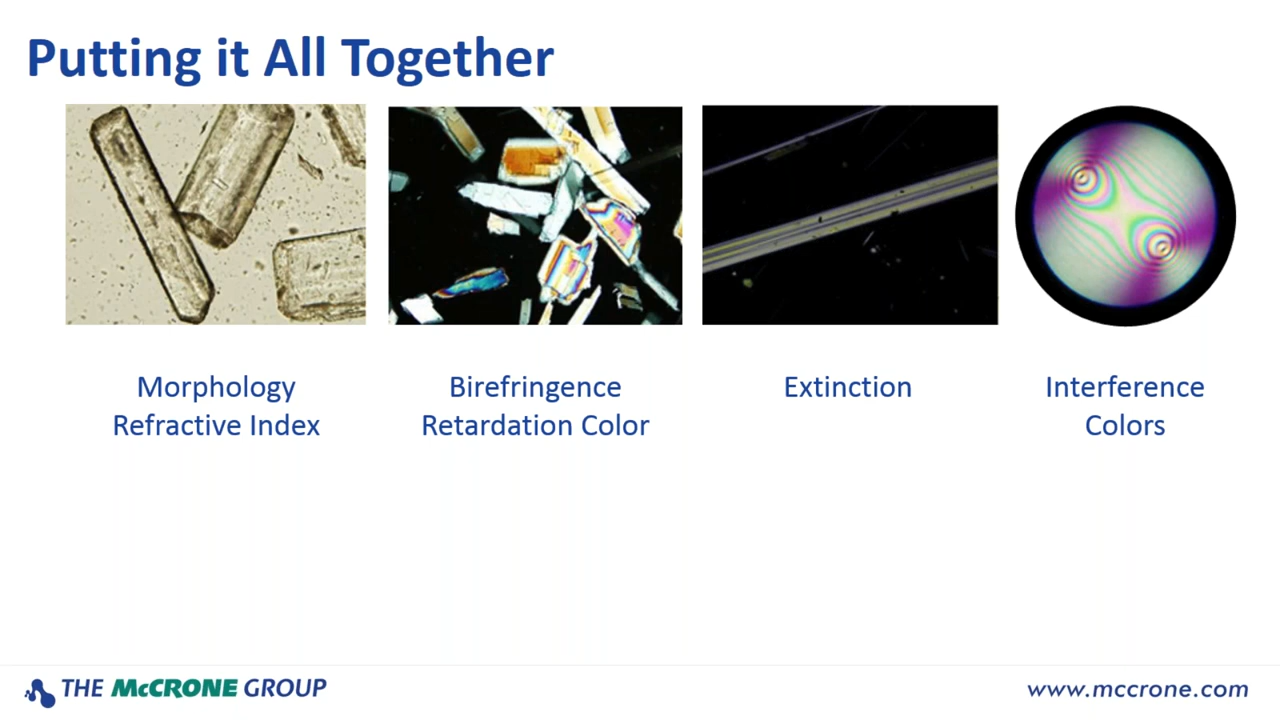 Putting it All Together
Morphology
Refractive Index
Birefringence
Retardation Color
Extinction
Interference
Colors
THE McCRONE GROUP
www.mccrone.com